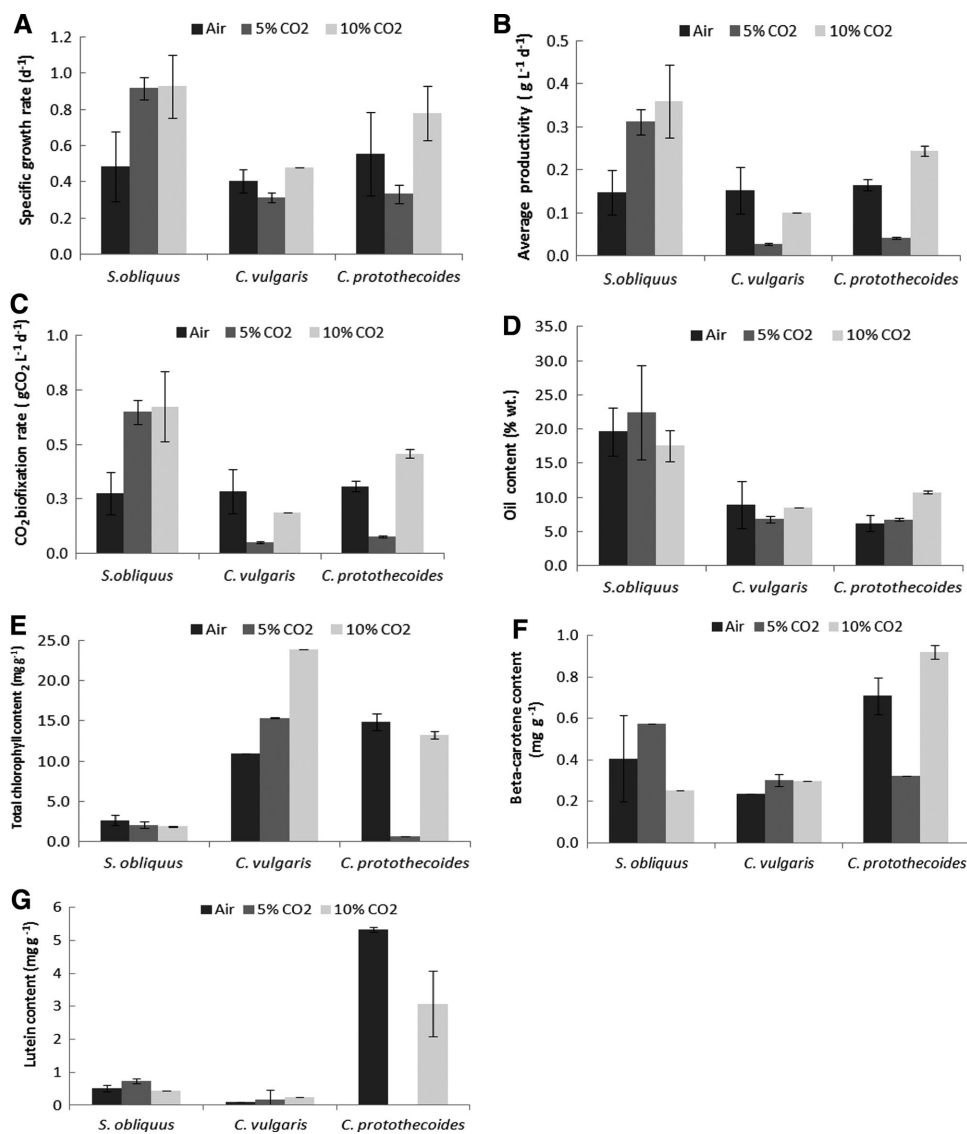 A
Air 5% CO2 10% CO2
Specific growth rate (d-1)
1.2
1.0
0.8
0.6
0.4
0.2
0.0
S.obliquus C. vulgaris C. protothecoides
B
Air 5% CO2 10% CO2
Average productivity ( g L-1 d-1)
0.5
0.4
0.3
0.2
0.1
0.0
S.obliquus C. vulgaris C. protothecoides
C
Air 5% CO2 10% CO2
CO2 biofixation rate ( gCO2 L-1 d-1)
1.0
0.8
0.5
0.3
0.0
S.obliquus C. vulgaris C. protothecoides
D
Air 5% CO2 10% CO2
Oil content (% wt.)
35.0
30.0
25.0
20.0
15.0
10.0
5.0
0.0
S.obliquus C. vulgaris C. protothecoides
E
Air 5% CO2 10% CO2
Total chlorophyll content (mg g-1)
25.0
20.0
15.0
10.0
5.0
0.0
S. obliquus C. vulgaris C. protothecoides
F
Air 5% CO2 10% CO2
Beta-carotene content
(mg g-1)
1.0
0.8
0.6
0.4
0.2
0.0
S. obliquus C. vulgaris C. protothecoides
G
Air 5% CO2 10% CO2
Lutein content (mg g-1)
6
5
4
3
2
1
0
S. obliquus C. vulgaris C. protothecoides